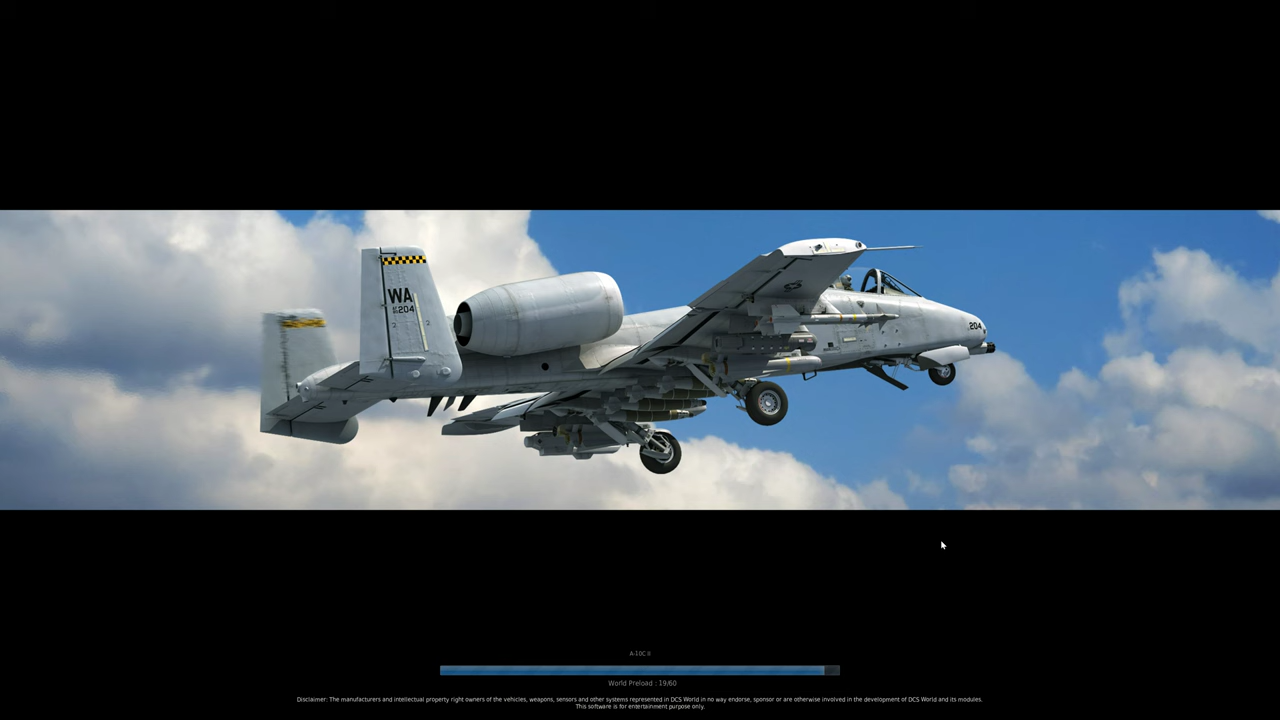 WA
204
204
A-10C II
World Preload : 19/60
Disclaimer: The manufacturers and intellectual property right owners of the vehicles, weapons, sensors and other systems represented in DCS World in no way endorse, sponsor or are otherwise involved in the development of DCS World and its modules.
This software is for entertainment purpose only.